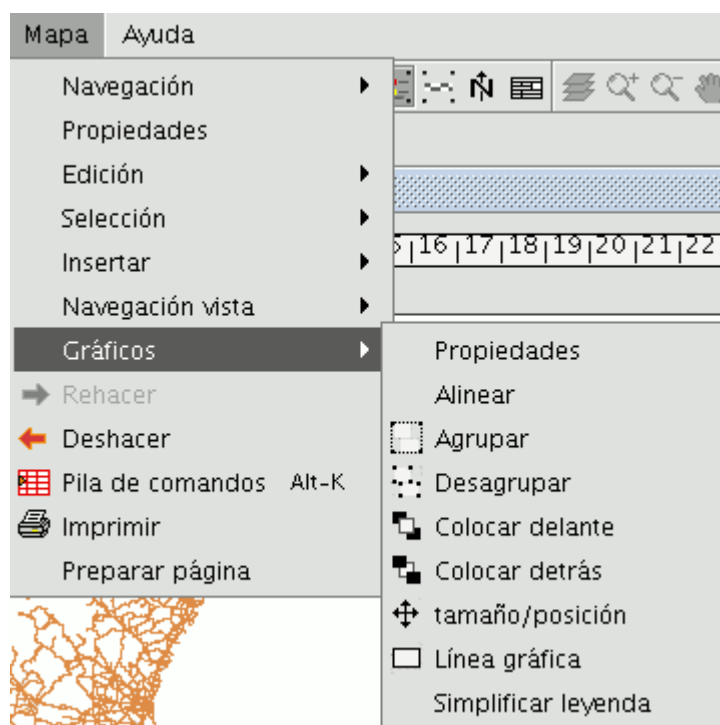 Mapa Ayuda
Navegación
Propiedades
Edición
Selección
16 17 18 19 20 21 22
Insertar
Navegación vista
Gráficos
Propiedades
Rehacer
Alinear
Deshacer
Agrupar
Pila de comandos Alt-K
Desagrupar
Imprimir
Colocar delante
Preparar página
Colocar detrás
tamaño/posición
Línea gráfica
Simplificar leyenda